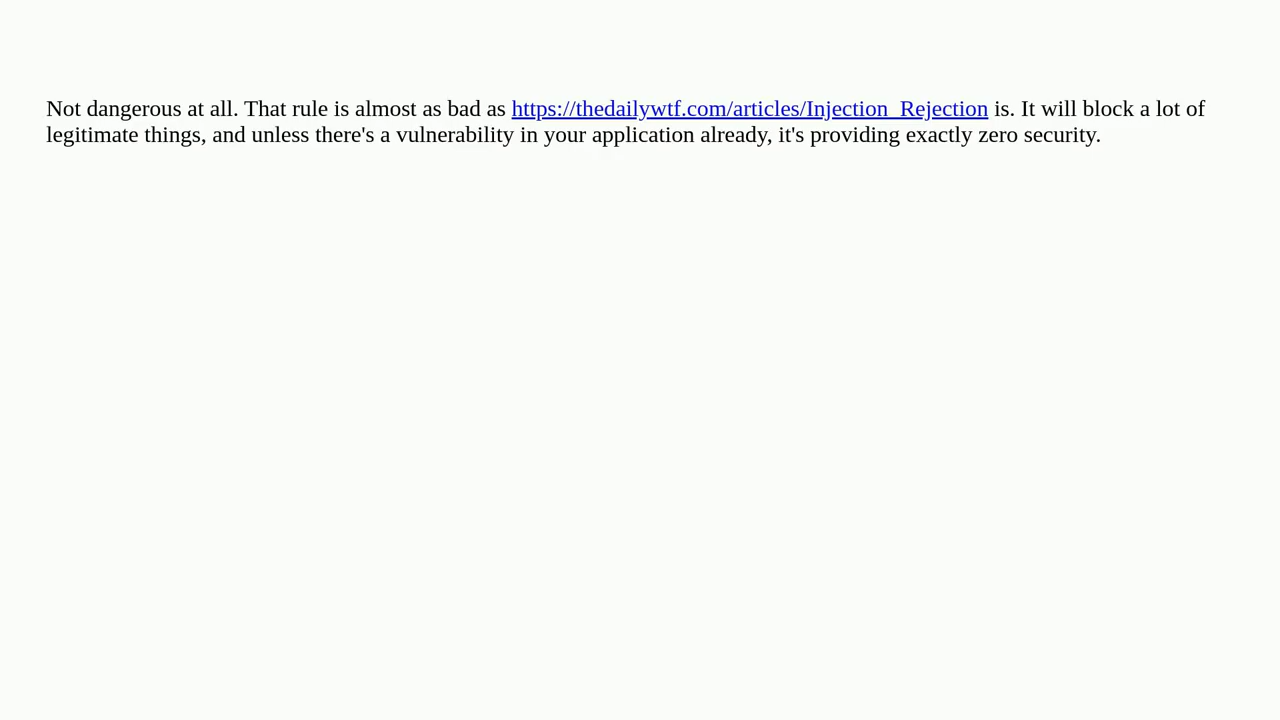 Not dangerous at all. That rule is almost as bad as https://thedailywtf.com/articles/Injection_Rejection is. It will block a lot of
legitimate things, and unless there's a vulnerability in your application already, it's providing exactly zero security.